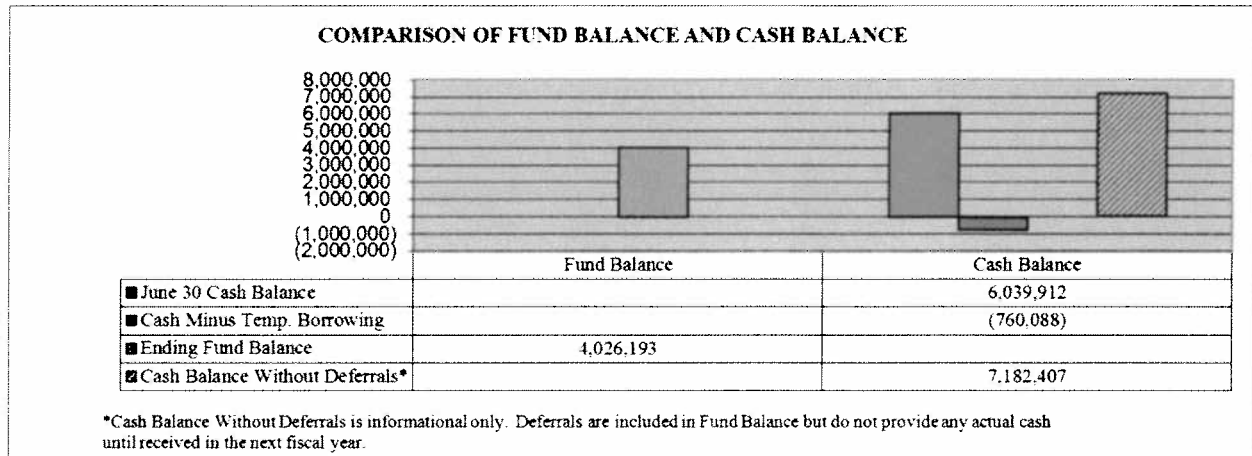 COMPARISON OF FUND BALANCE AND CASH BALANCE
8,000,000
7,000,000
6,000,000
5,000,000
4,000,000
3,000,000
2,000,000
1,000,000
0
(1,000,000)
(2,000,000)
Fund Balance Cash Balance
June 30 Cash Balance 6,039,912
Cash Minus Temp. Borrowing (760,088)
Ending Fund Balance 4,026,193
Cash Balance Without Deferrals* 7,182,407
*Cash Balance Without Deferrals is informational only. Deferrals are included in Fund Balance but do not provide any actual cash
until received in the next fiscal year.